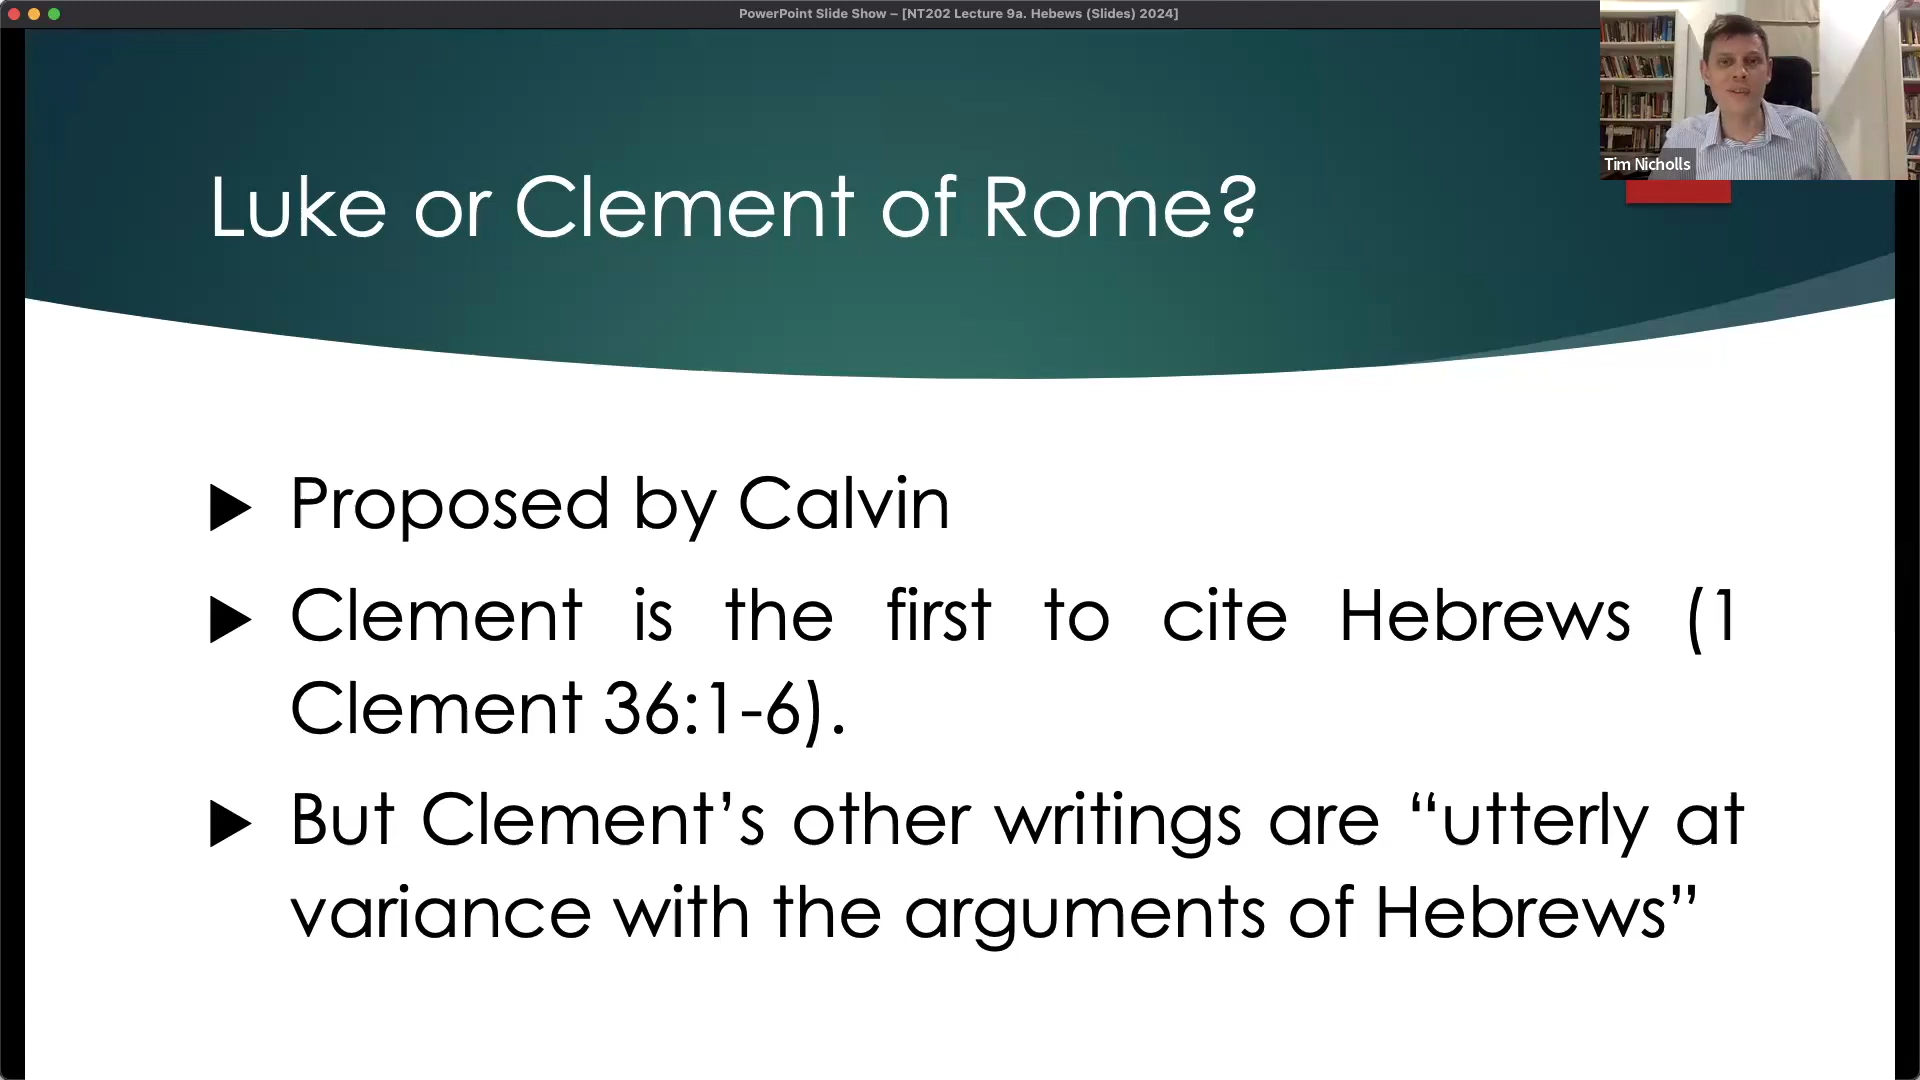 PowerPoint Slide Show – [NT202 Lecture 9a. Hebews (Slides) 2024]
Tim Nicholls
Luke or Clement of Rome?
Proposed by Calvin
Clement is the first to cite Hebrews (1
Clement 36:1-6).
But Clement’s other writings are “utterly at
variance with the arguments of Hebrews”